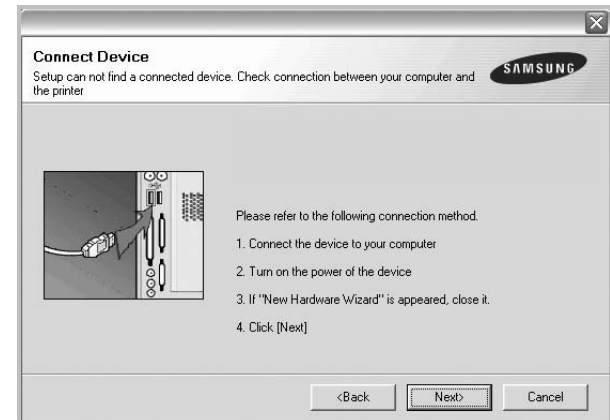 Connect Device
Setup can not find a connected device. Check connection between your computer and
the printer
SAMSUNG
Please refer to the following connection method.
1. Connect the device to your computer
2. Turn on the power of the device
3. If "New Hardware Wizard" is appeared, close it.
4. Click [Next]
<Back
Next>
Cancel